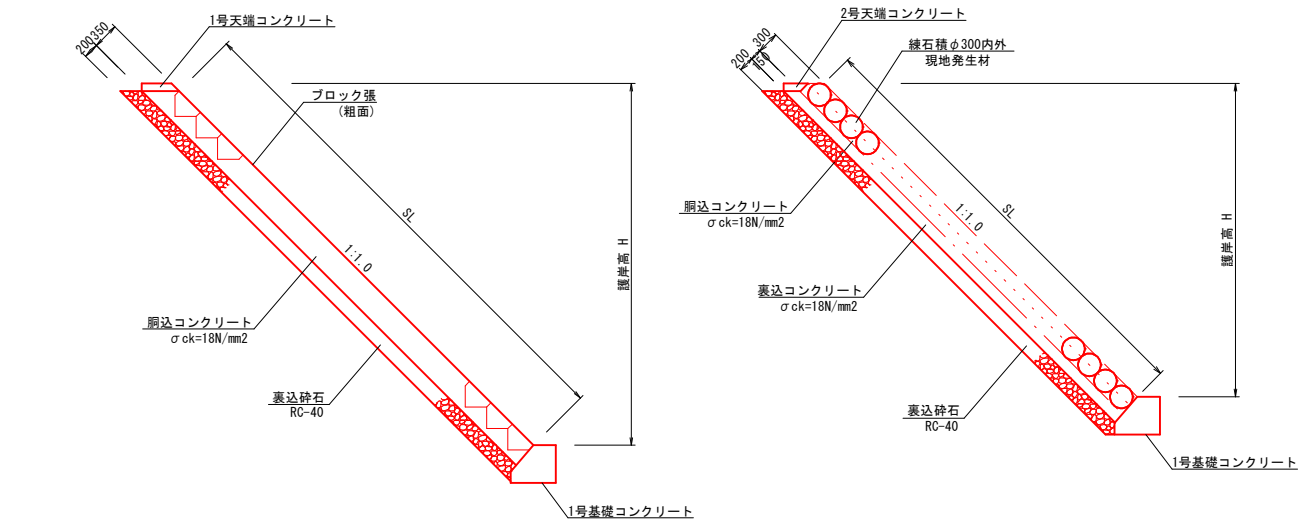 1号天端コンクリート
200
350
ブロック張
(粗面)
SL
1:1.0
護岸高 H
胴込コンクリート
σck=18N/mm2
裏込砕石
RC-40
1号基礎コンクリート
2号天端コンクリート
練石積φ300内外
現地発生材
200
150
300
胴込コンクリート
σck=18N/mm2
SL
1:1.0
護岸高 H
裏込コンクリート
σck=18N/mm2
裏込砕石
RC-40
1号基礎コンクリート